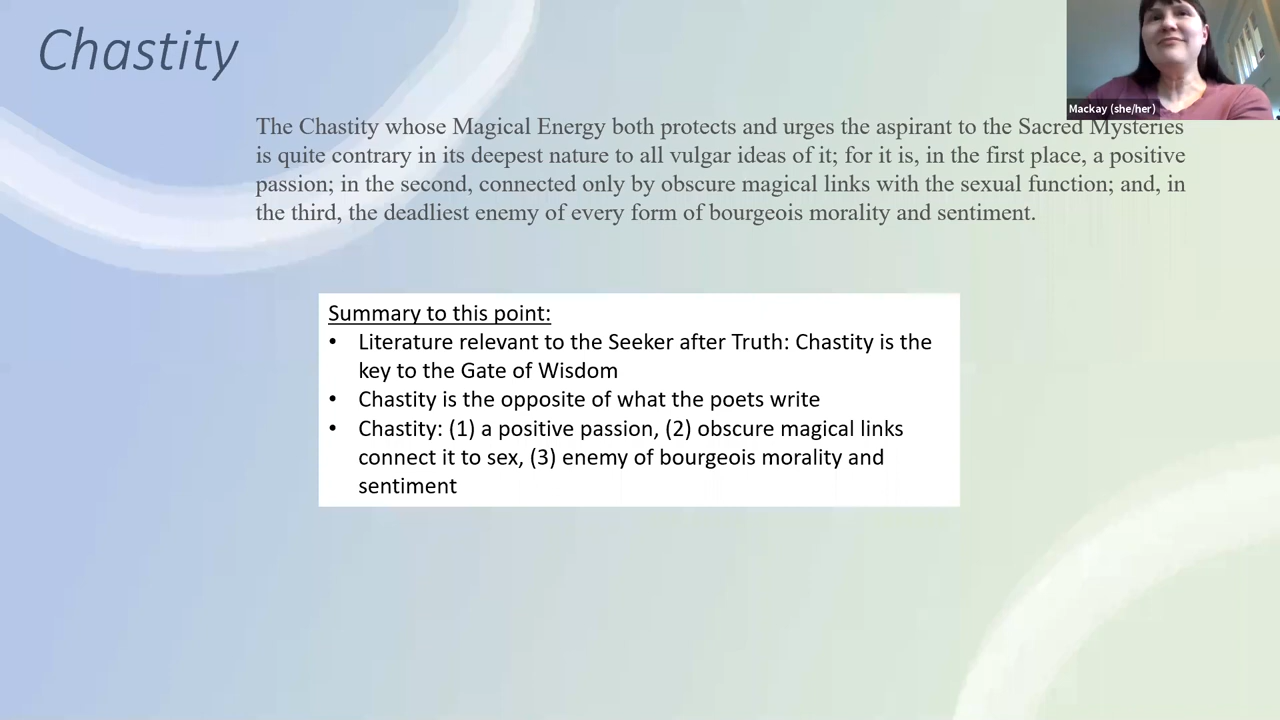 Chastity
Mackay (she/her)
The Chastity whose Magical Energy both protects and urges the aspirant to the Sacred Mysteries
is quite contrary in its deepest nature to all vulgar ideas of it; for it is, in the first place, a positive
passion; in the second, connected only by obscure magical links with the sexual function; and, in
the third, the deadliest enemy of every form of bourgeois morality and sentiment.
Summary to this point:
• Literature relevant to the Seeker after Truth: Chastity is the
key to the Gate of Wisdom
• Chastity is the opposite of what the poets write
• Chastity: (1) a positive passion, (2) obscure magical links
connect it to sex, (3) enemy of bourgeois morality and
sentiment